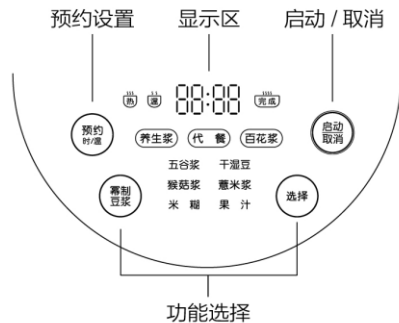 预约设置 显示区 启动 / 取消
热 温 88:88 完成
预约
时/温
养生浆 代 餐 百花浆
启动
取消
五谷浆 干湿豆
幂制
豆浆
猴菇浆 薏米浆
选择
米 糊 果 汁
功能选择